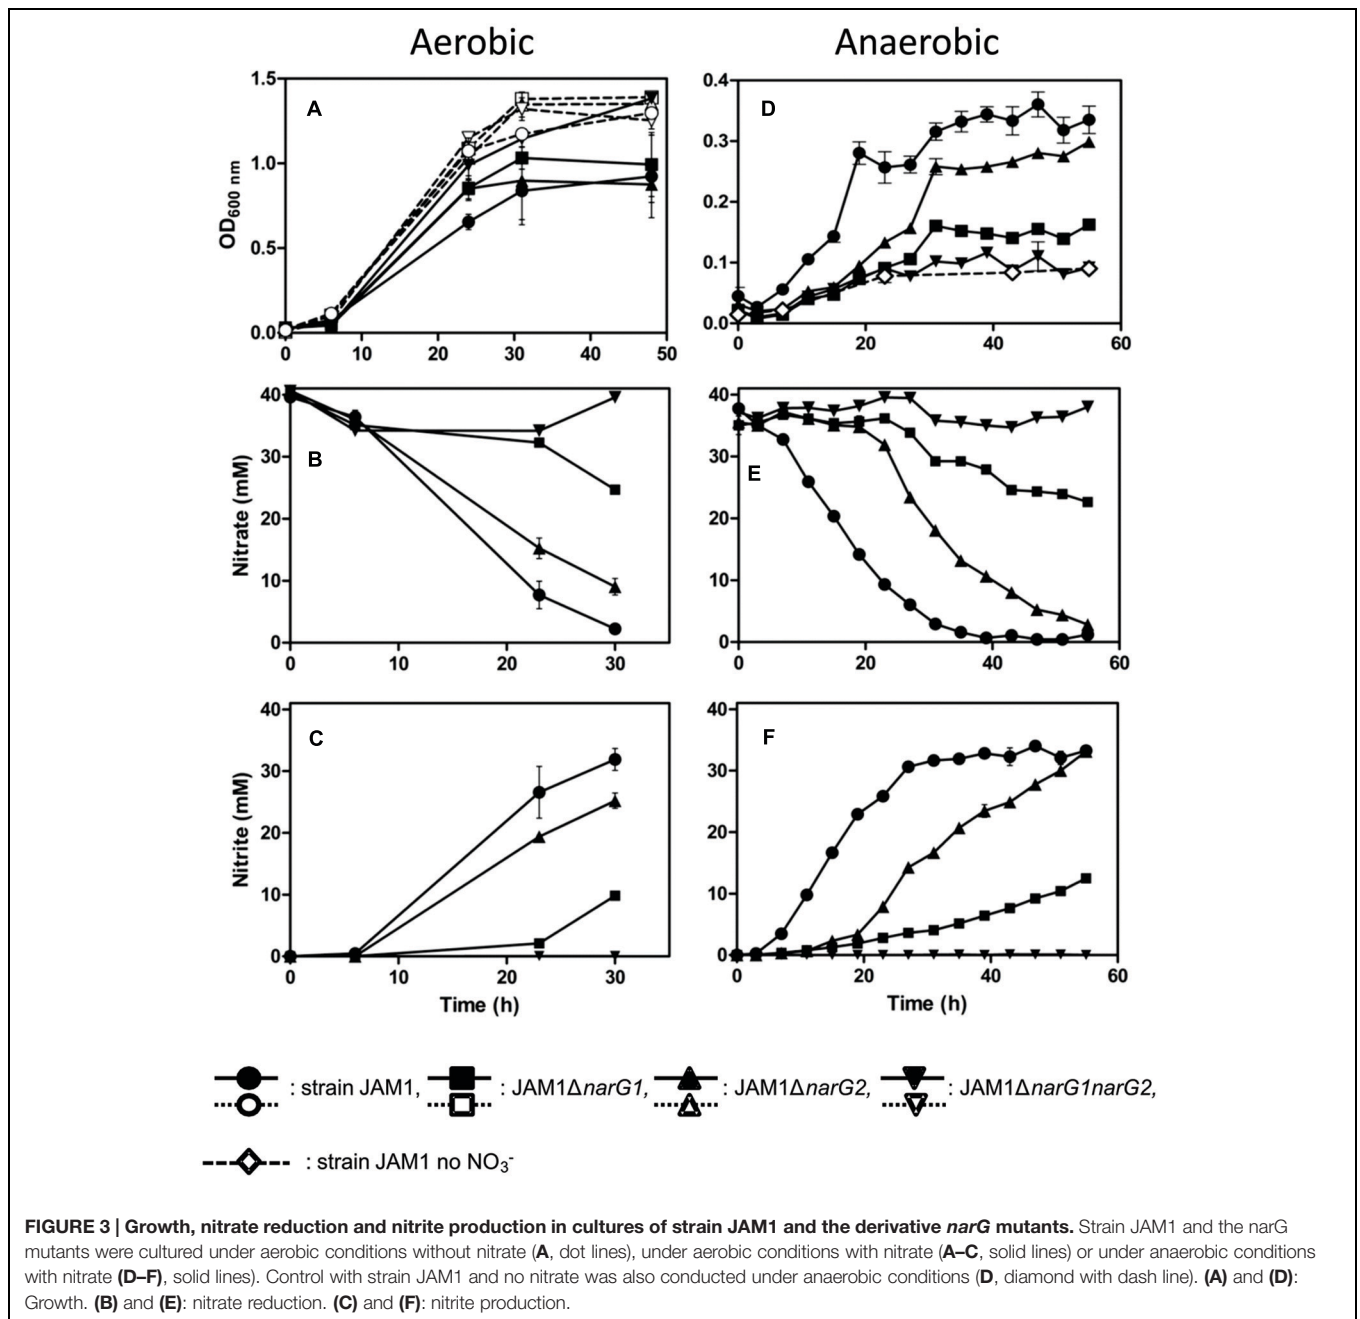 Aerobic
Anaerobic
A
1.5
1.0
0.5
0.0
OD600 nm
0 10 20 30 40 50
D
0.4
0.3
0.2
0.1
0.0
0 20 40 60
B
40
30
20
10
0
Nitrate (mM)
0 10 20 30
E
40
30
20
10
0
0 20 40 60
C
40
30
20
10
0
Nitrite (mM)
0 10 20 30
Time (h)
F
40
30
20
10
0
0 20 40 60
Time (h)
: strain JAM1, : JAM1ΔnarG1, : JAM1ΔnarG2, : JAM1ΔnarG1narG2,
: strain JAM1 no NO3-
FIGURE 3 | Growth, nitrate reduction and nitrite production in cultures of strain JAM1 and the derivative narG mutants. Strain JAM1 and the narG
mutants were cultured under aerobic conditions without nitrate (A, dot lines), under aerobic conditions with nitrate (A–C, solid lines) or under anaerobic conditions
with nitrate (D–F), solid lines). Control with strain JAM1 and no nitrate was also conducted under anaerobic conditions (D, diamond with dash line). (A) and (D):
Growth. (B) and (E): nitrate reduction. (C) and (F): nitrite production.